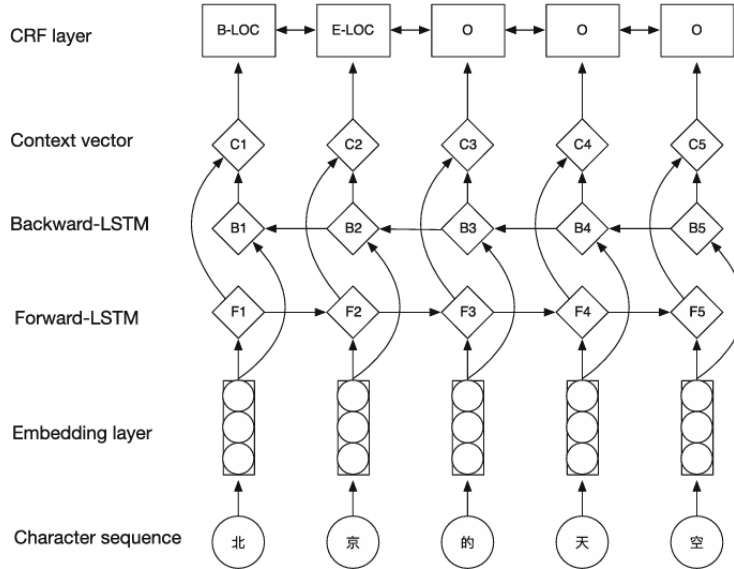 CRF layer B-LOC E-LOC O O O
Context vector C1 C2 C3 C4 C5
Backward-LSTM B1 B2 B3 B4 B5
Forward-LSTM F1 F2 F3 F4 F5
Embedding layer
Character sequence 北 京 的 天 空